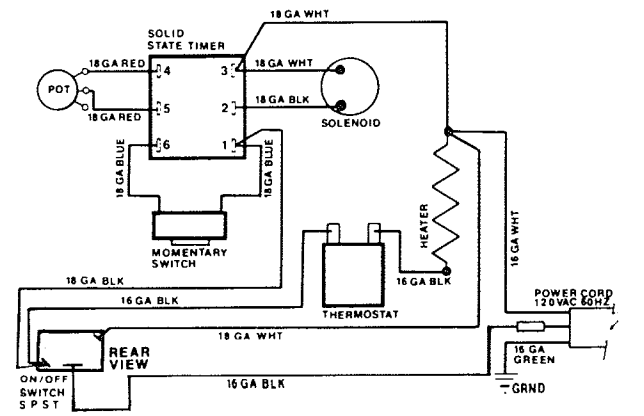 18 GA WHT
SOLID
STATE TIMER
18 GA RED
4
3
18 GA WHT
POT
18 GA RED
5
2
18 GA BLK
SOLENOID
6
1
18 GA BLUE
18 GA BLUE
MOMENTARY
SWITCH
HEATER
16 GA WHT
18 GA BLK
16 GA BLK
16 GA BLK
THERMOSTAT
POWER CORD
120VAC 60HZ
18 GA WHT
REAR
VIEW
16 GA
GREEN
ON/OFF
SWITCH
SPST
16 GA BLK
GRND